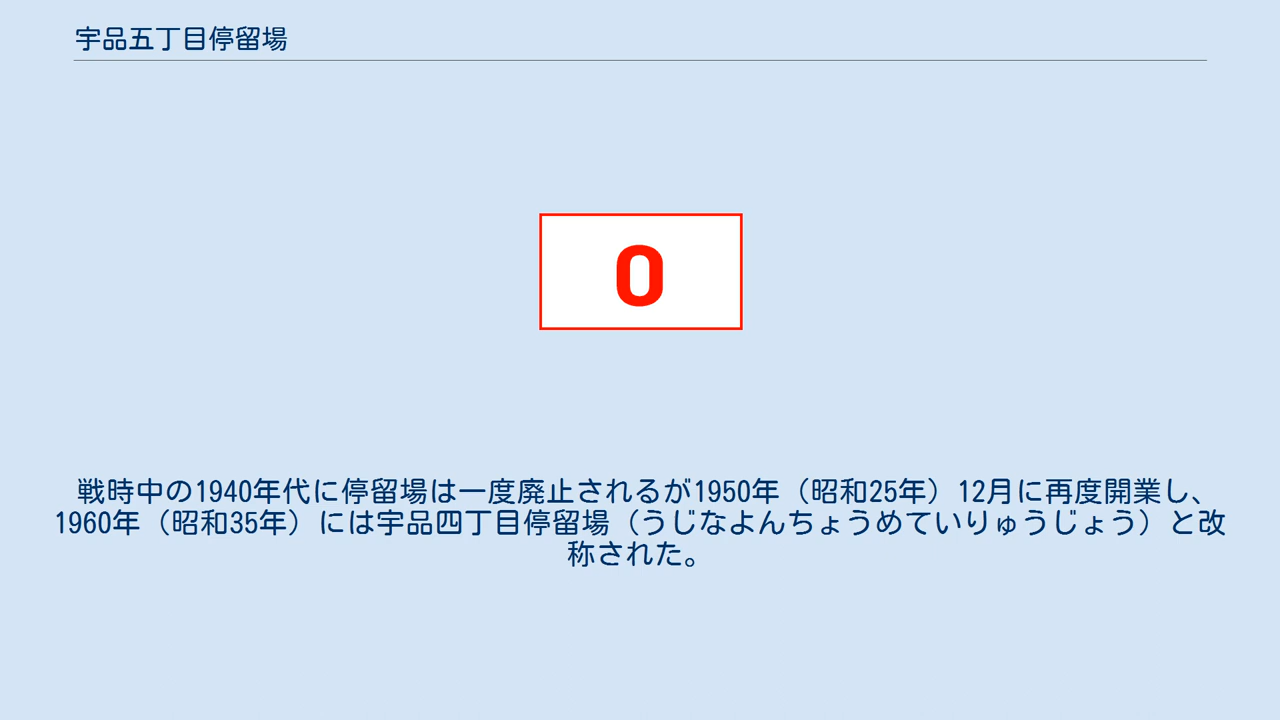 宇品五丁目停留場
0
戦時中の1940年代に停留場は一度廃止されるが1950年（昭和25年）12月に再度開業し、
1960年（昭和35年）には宇品四丁目停留場（うじなよんちょうめていりゅうじょう）と改
称された。